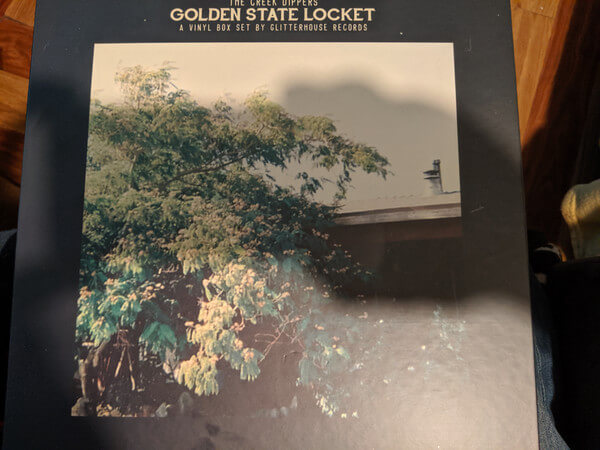 THE CREEK DIPPERS
GOLDEN STATE LOCKET
A VINYL BOX SET BY GLITTERHOUSE RECORDS